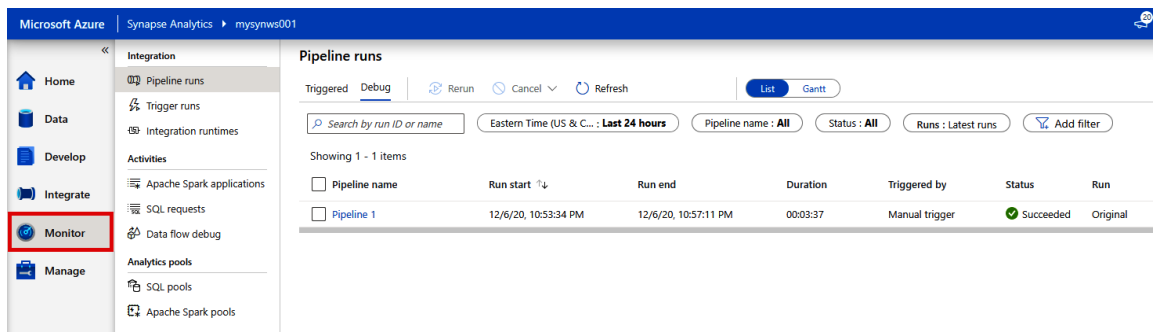 Microsoft Azure Synapse Analytics ▸ mysynws001 20
«
Home
Data
Develop
Integrate
Monitor
Manage
Integration
Pipeline runs
Trigger runs
Integration runtimes
Activities
Apache Spark applications
SQL requests
Data flow debug
Analytics pools
SQL pools
Apache Spark pools
Pipeline runs
Triggered Debug Rerun Cancel Refresh List Gantt
Search by run ID or name Eastern Time (US & C... : Last 24 hours Pipeline name : All Status : All Runs : Latest runs Add filter
Showing 1 - 1 items
Pipeline name Run start ↑↓ Run end Duration Triggered by Status Run
Pipeline 1 12/6/20, 10:53:34 PM 12/6/20, 10:57:11 PM 00:03:37 Manual trigger Succeeded Original